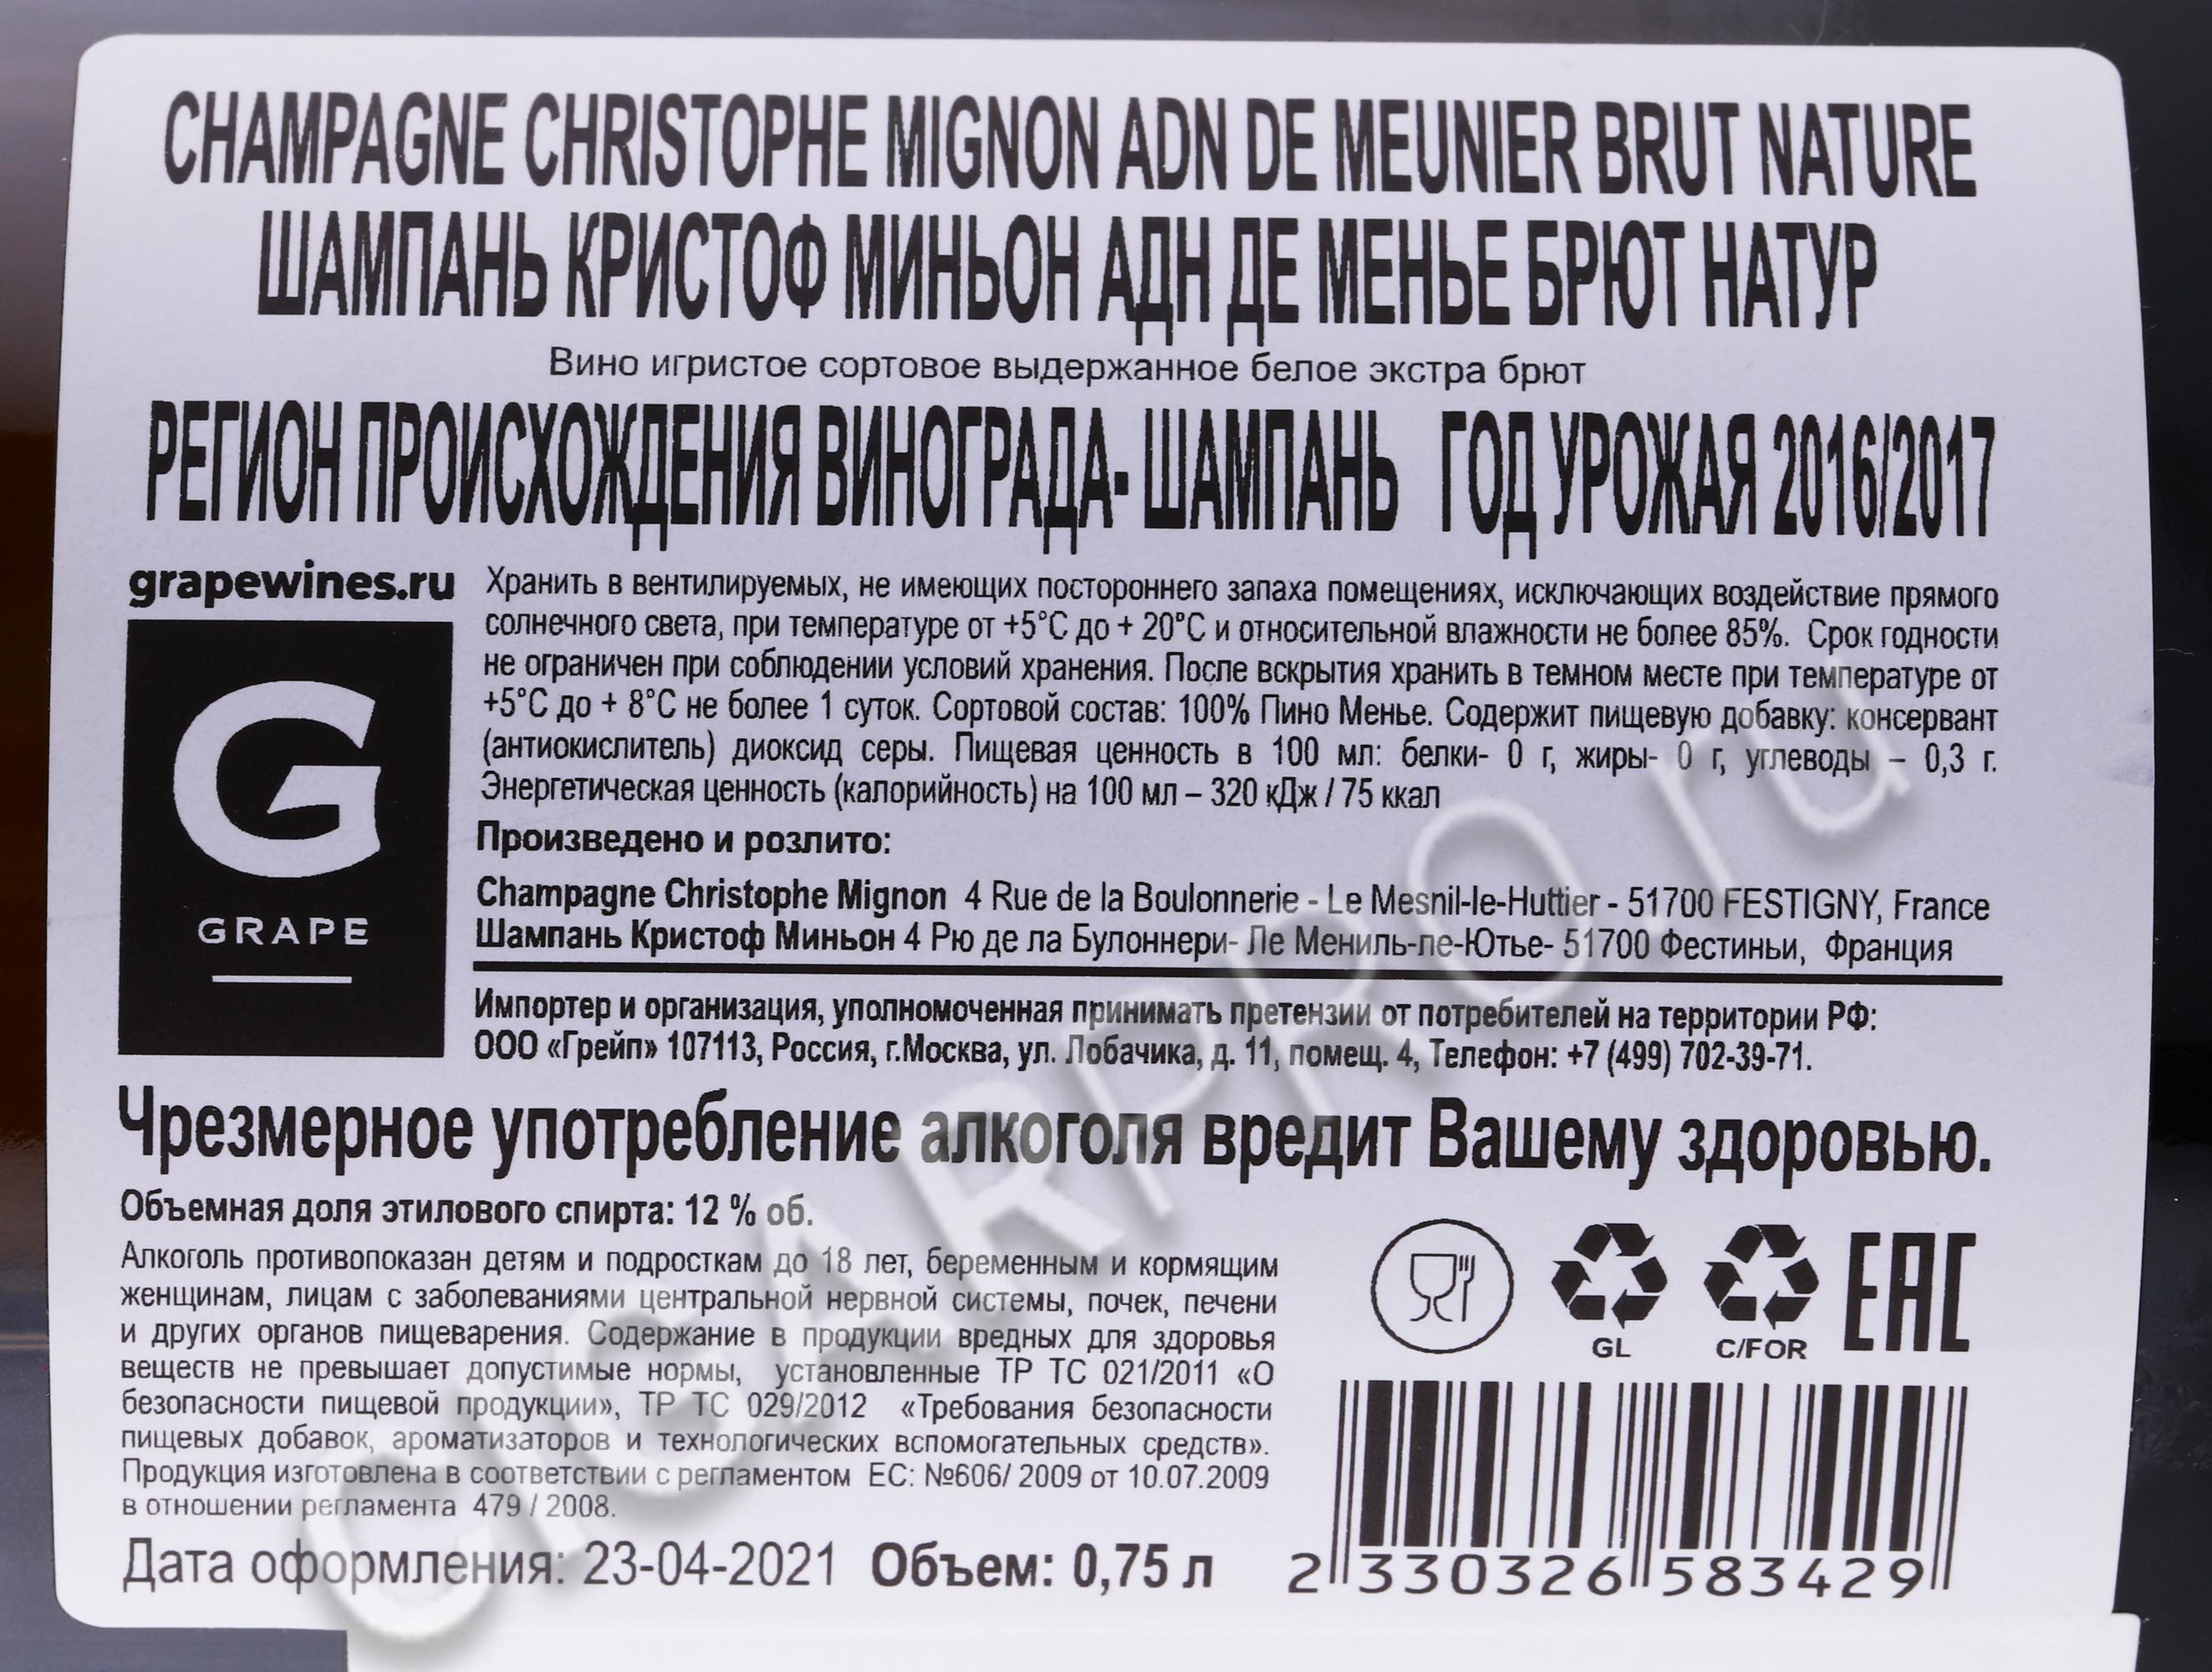 CHAMPAGNE CHRISTOPHE MIGNON ADN DE MEUNIER BRUT NATURE
ШАМПАНЬ КРИСТОФ МИНЬОН АДН ДЕ МЕНЬЕ БРЮТ НАТУР
Вино игристое сортовое выдержанное белое экстра брют
РЕГИОН ПРОИСХОЖДЕНИЯ ВИНОГРАДА- ШАМПАНЬ ГОД УРОЖАЯ 2016/2017
grapewines.ru
G
GRAPE
Хранить в вентилируемых, не имеющих постороннего запаха помещениях, исключающих воздействие прямого
солнечного света, при температуре от +5°C до + 20°C и относительной влажности не более 85%. Срок годности
не ограничен при соблюдении условий хранения. После вскрытия хранить в темном месте при температуре от
+5°C до + 8°C не более 1 суток. Сортовой состав: 100% Пино Менье. Содержит пищевую добавку: консервант
(антиокислитель) диоксид серы. Пищевая ценность в 100 мл: белки- 0 г, жиры- 0 г, углеводы – 0,3 г.
Энергетическая ценность (калорийность) на 100 мл – 320 кДж / 75 ккал
Произведено и розлито:
Champagne Christophe Mignon 4 Rue de la Boulonnerie - Le Mesnil-le-Huttier - 51700 FESTIGNY, France
Шампань Кристоф Миньон 4 Рю де ла Булоннери- Ле Мениль-ле-Ютье- 51700 Фестиньи, Франция
Импортер и организация, уполномоченная принимать претензии от потребителей на территории РФ:
ООО «Грейп» 107113, Россия, г.Москва, ул. Лобачика, д. 11, помещ. 4, Телефон: +7 (499) 702-39-71.
Чрезмерное употребление алкоголя вредит Вашему здоровью.
Объемная доля этилового спирта: 12 % об.
Алкоголь противопоказан детям и подросткам до 18 лет, беременным и кормящим
женщинам, лицам с заболеваниями центральной нервной системы, почек, печени
и других органов пищеварения. Содержание в продукции вредных для здоровья
веществ не превышает допустимые нормы, установленные ТР ТС 021/2011 «О
безопасности пищевой продукции», ТР ТС 029/2012 «Требования безопасности
пищевых добавок, ароматизаторов и технологических вспомогательных средств».
Продукция изготовлена в соответствии с регламентом ЕС: №606/ 2009 от 10.07.2009
в отношении регламента 479 / 2008.
Дата оформления: 23-04-2021 Объем: 0,75 л
GL
C/FOR
EAC
2 330326 583429
CIGARPRO.ru